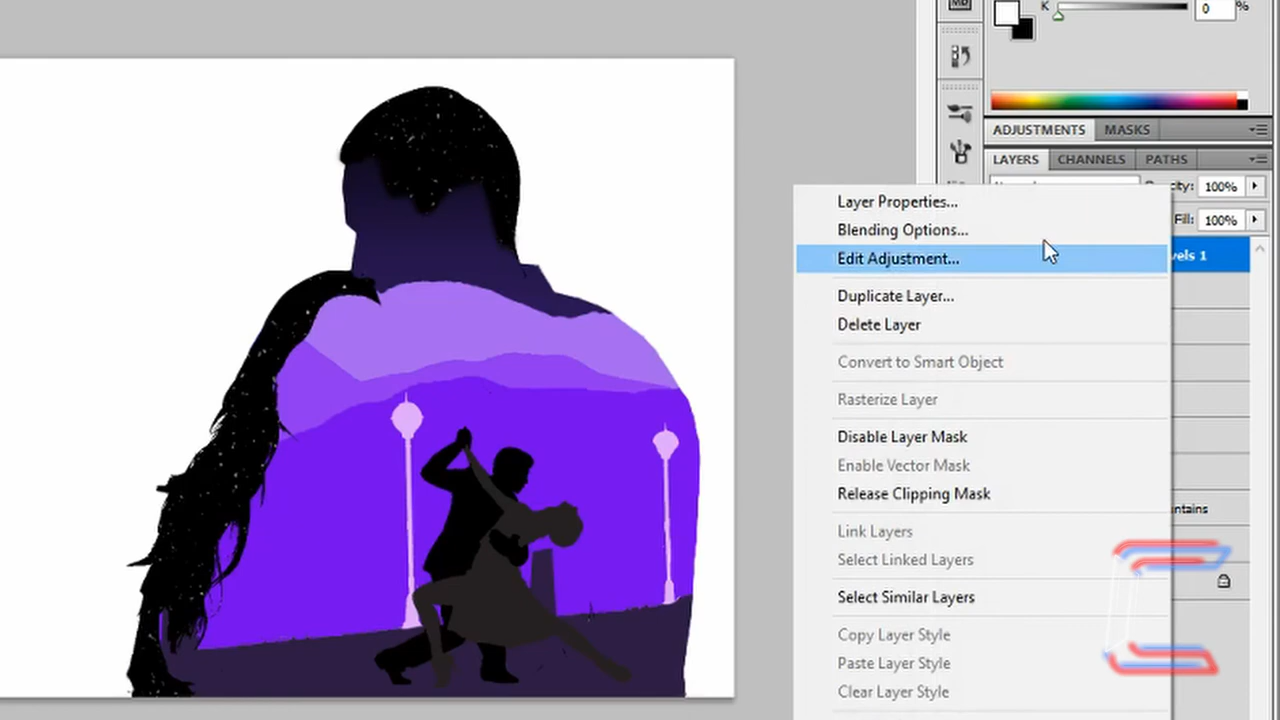 K
0
%
ADJUSTMENTS MASKS
LAYERS CHANNELS PATHS
100%
Layer Properties...
Fill: 100%
Blending Options...
Edit Adjustment...
Duplicate Layer...
Delete Layer
Convert to Smart Object
Rasterize Layer
Disable Layer Mask
Enable Vector Mask
Release Clipping Mask
Link Layers
Select Linked Layers
Select Similar Layers
Copy Layer Style
Paste Layer Style
Clear Layer Style